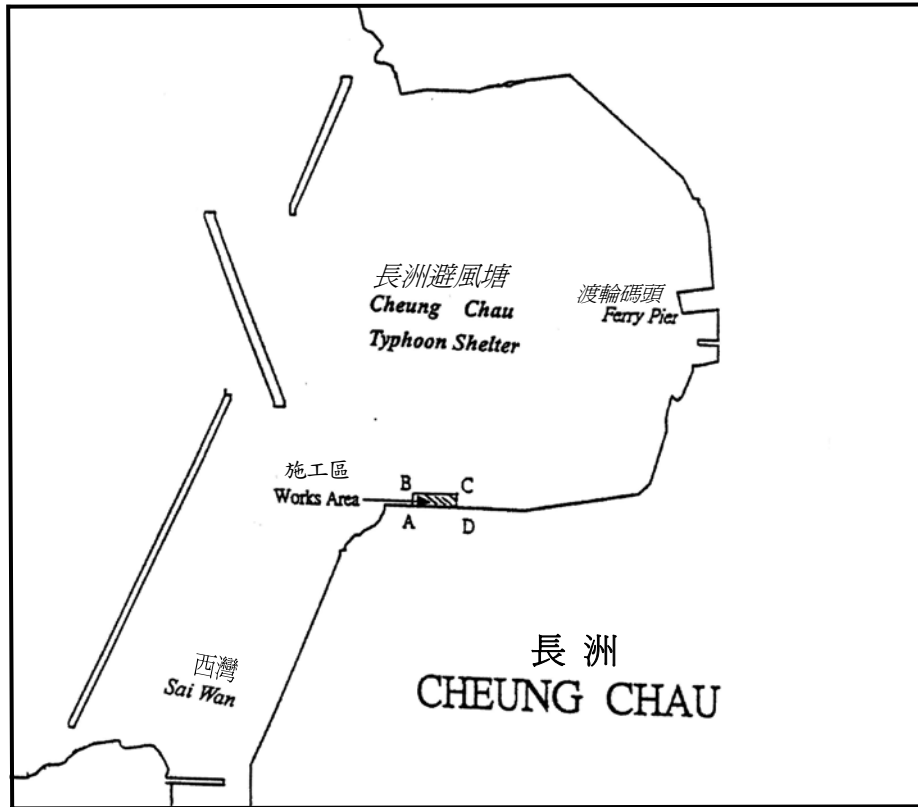 長洲避風塘
Cheung Chau
Typhoon Shelter
渡輪碼頭
Ferry Pier
施工區
Works Area
B
C
A
D
西灣
Sai Wan
長洲
CHEUNG CHAU